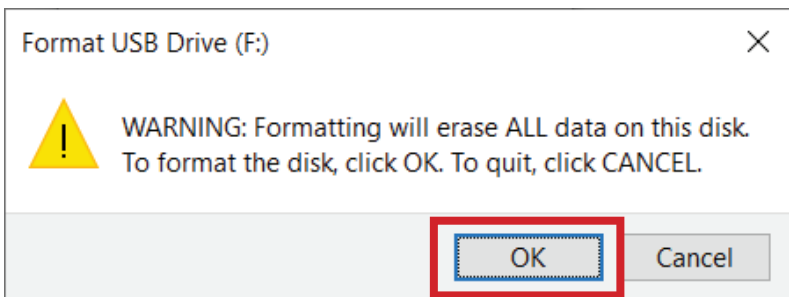 Format USB Drive (F:)
WARNING: Formatting will erase ALL data on this disk.
To format the disk, click OK. To quit, click CANCEL.
OK
Cancel